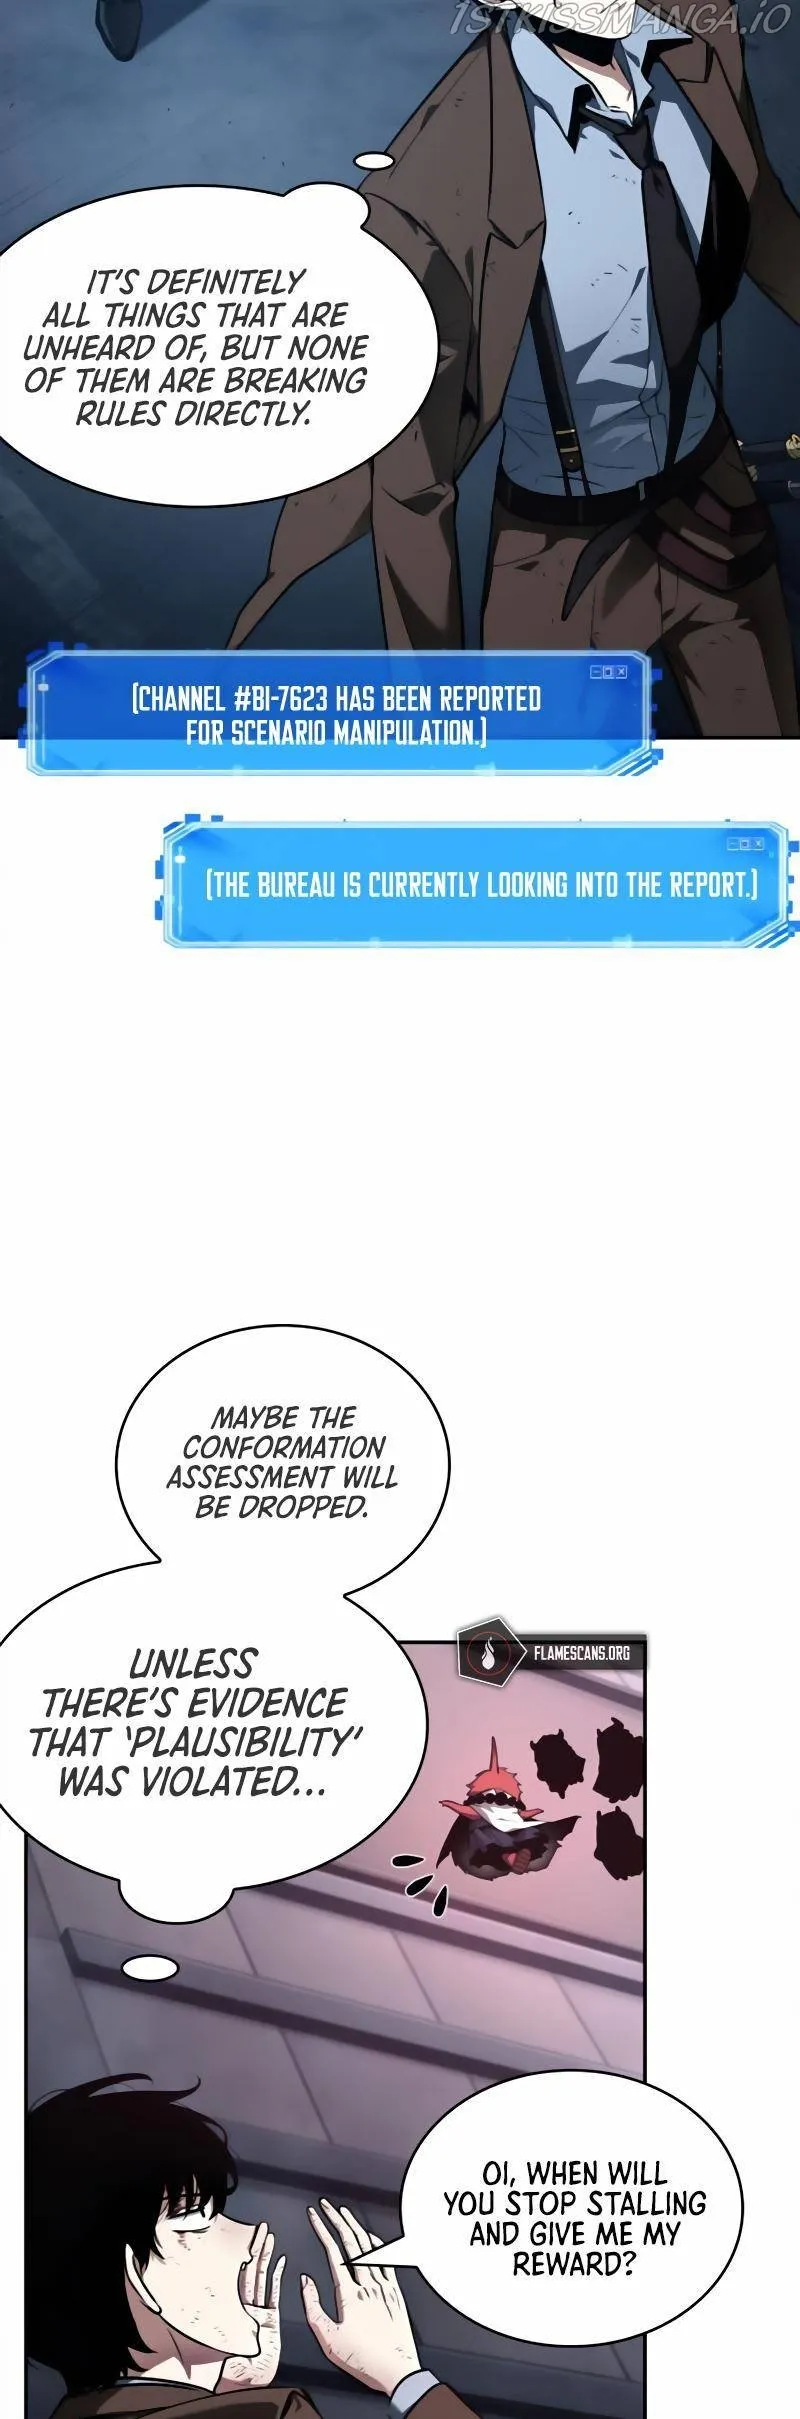 1STKISSMANGA.IO
IT'S DEFINITELY
ALL THINGS THAT ARE
UNHEARD OF, BUT NONE
OF THEM ARE BREAKING
RULES DIRECTLY.
[CHANNEL #BI-7623 HAS BEEN REPORTED
FOR SCENARIO MANIPULATION.]
[THE BUREAU IS CURRENTLY LOOKING INTO THE REPORT.]
MAYBE THE
CONFORMATION
ASSESSMENT WILL
BE DROPPED.
UNLESS
THERE'S EVIDENCE
THAT 'PLAUSIBILITY'
WAS VIOLATED...
FLAMESCANS.ORG
OI, WHEN WILL
YOU STOP STALLING
AND GIVE ME MY
REWARD?